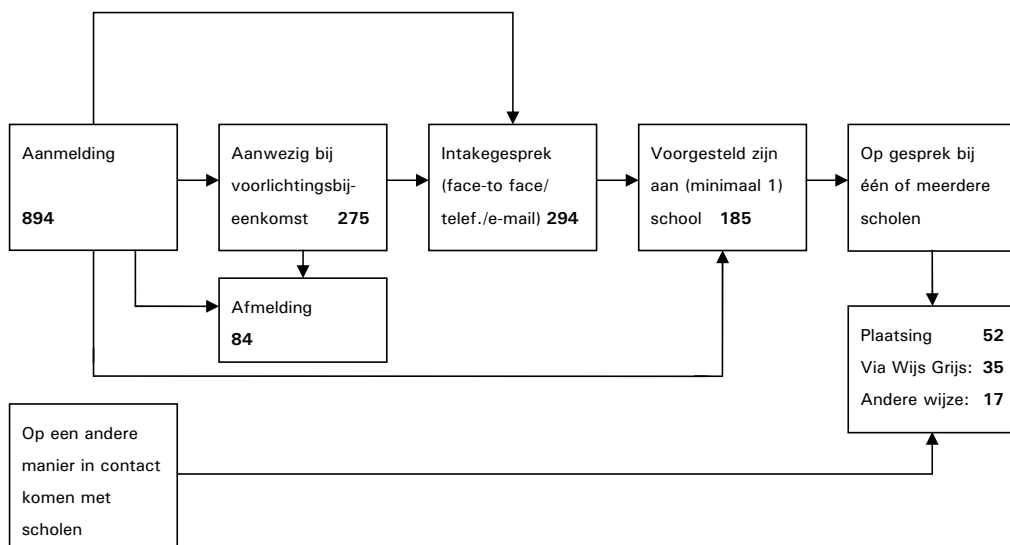 Aanmelding
894
Aanwezig bij
voorlichtingsbij-
eenkomst 275
Intakegesprek
(face-to face/
telef./e-mail) 294
Voorgesteld zijn
aan (minimaal 1)
school 185
Op gesprek bij
één of meerdere
scholen
Afmelding
84
Plaatsing 52
Via Wijs Grijs: 35
Andere wijze: 17
Op een andere
manier in contact
komen met
scholen